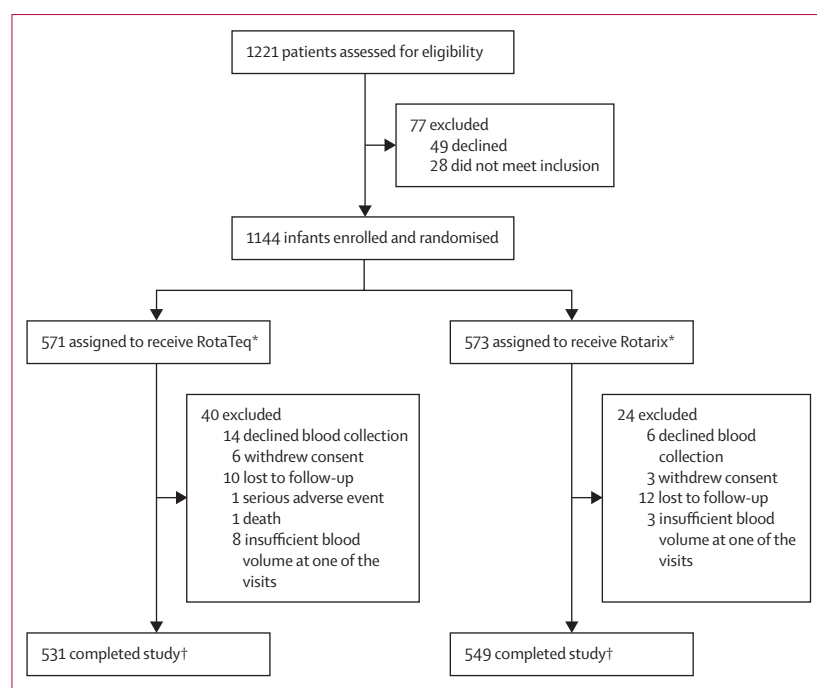 1221 patients assessed for eligibility
77 excluded
49 declined
28 did not meet inclusion
1144 infants enrolled and randomised
571 assigned to receive RotaTeq*
573 assigned to receive Rotarix*
40 excluded
14 declined blood collection
6 withdrew consent
10 lost to follow-up
1 serious adverse event
1 death
8 insufficient blood
volume at one of the
visits
24 excluded
6 declined blood
collection
3 withdrew consent
12 lost to follow-up
3 insufficient blood
volume at one of the
visits
531 completed study†
549 completed study†